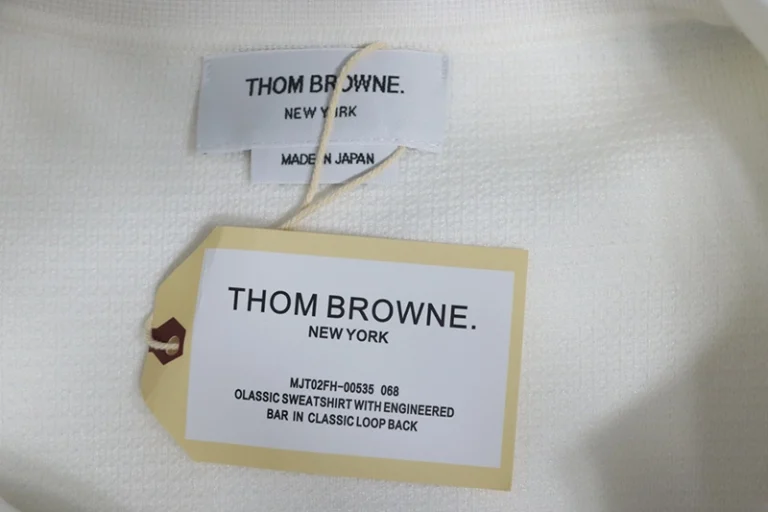 THOM BROWNE.
NEW YORK
MADE IN JAPAN
THOM BROWNE.
NEW YORK
MJT02FH-00535 068
OLASSIC SWEATSHIRT WITH ENGINEERED
BAR IN CLASSIC LOOP BACK